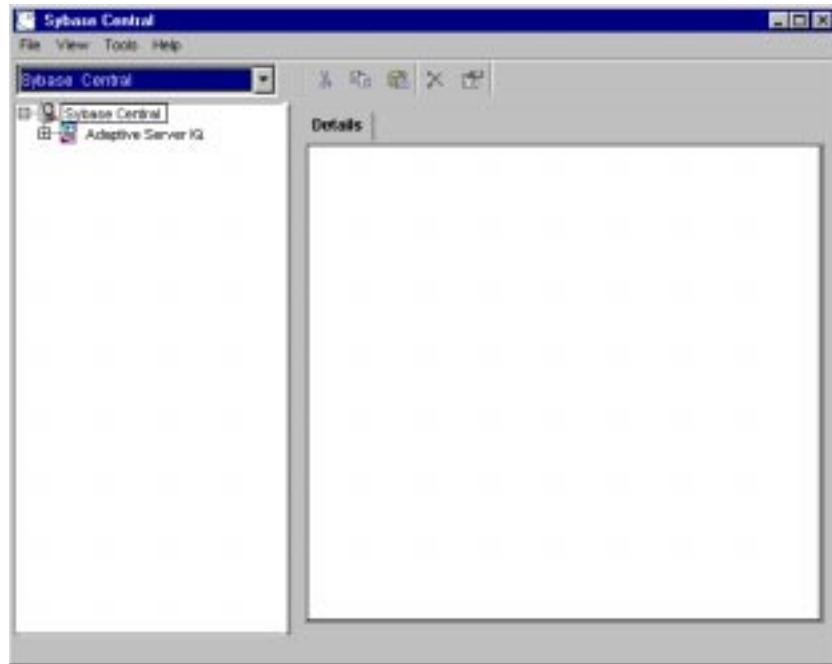 Sybase Central
File View Tools Help
Sybase Central
Sybase Central
Adaptive Server IQ
Details